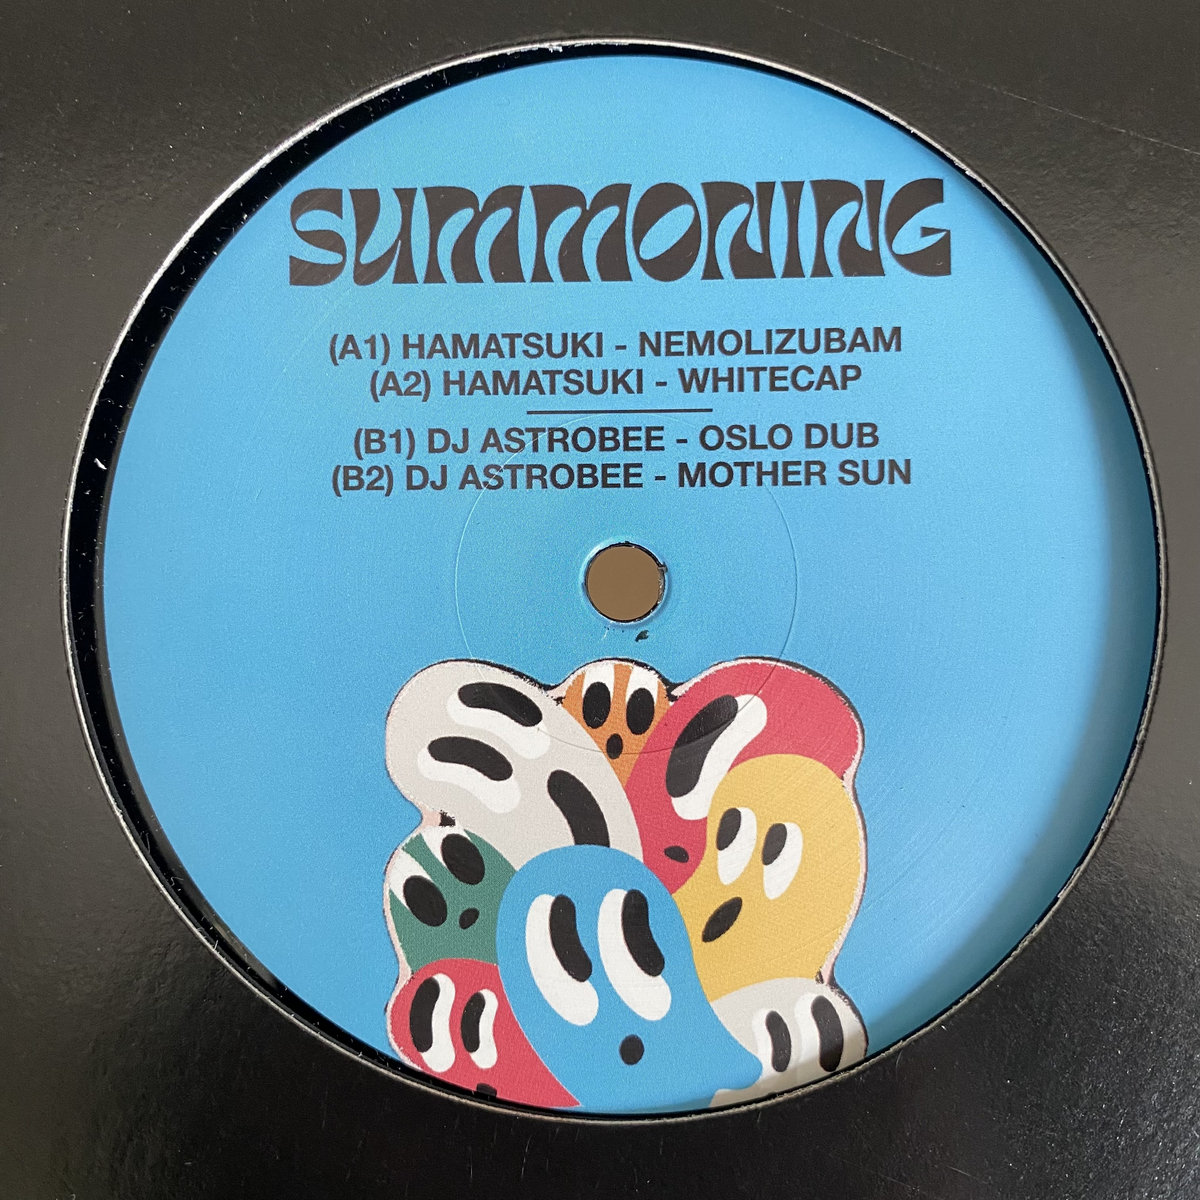 SUMMONING
(A1) HAMATSUKI - NEMOLIZUBAM
(A2) HAMATSUKI - WHITECAP
(B1) DJ ASTROBEE - OSLO DUB
(B2) DJ ASTROBEE - MOTHER SUN